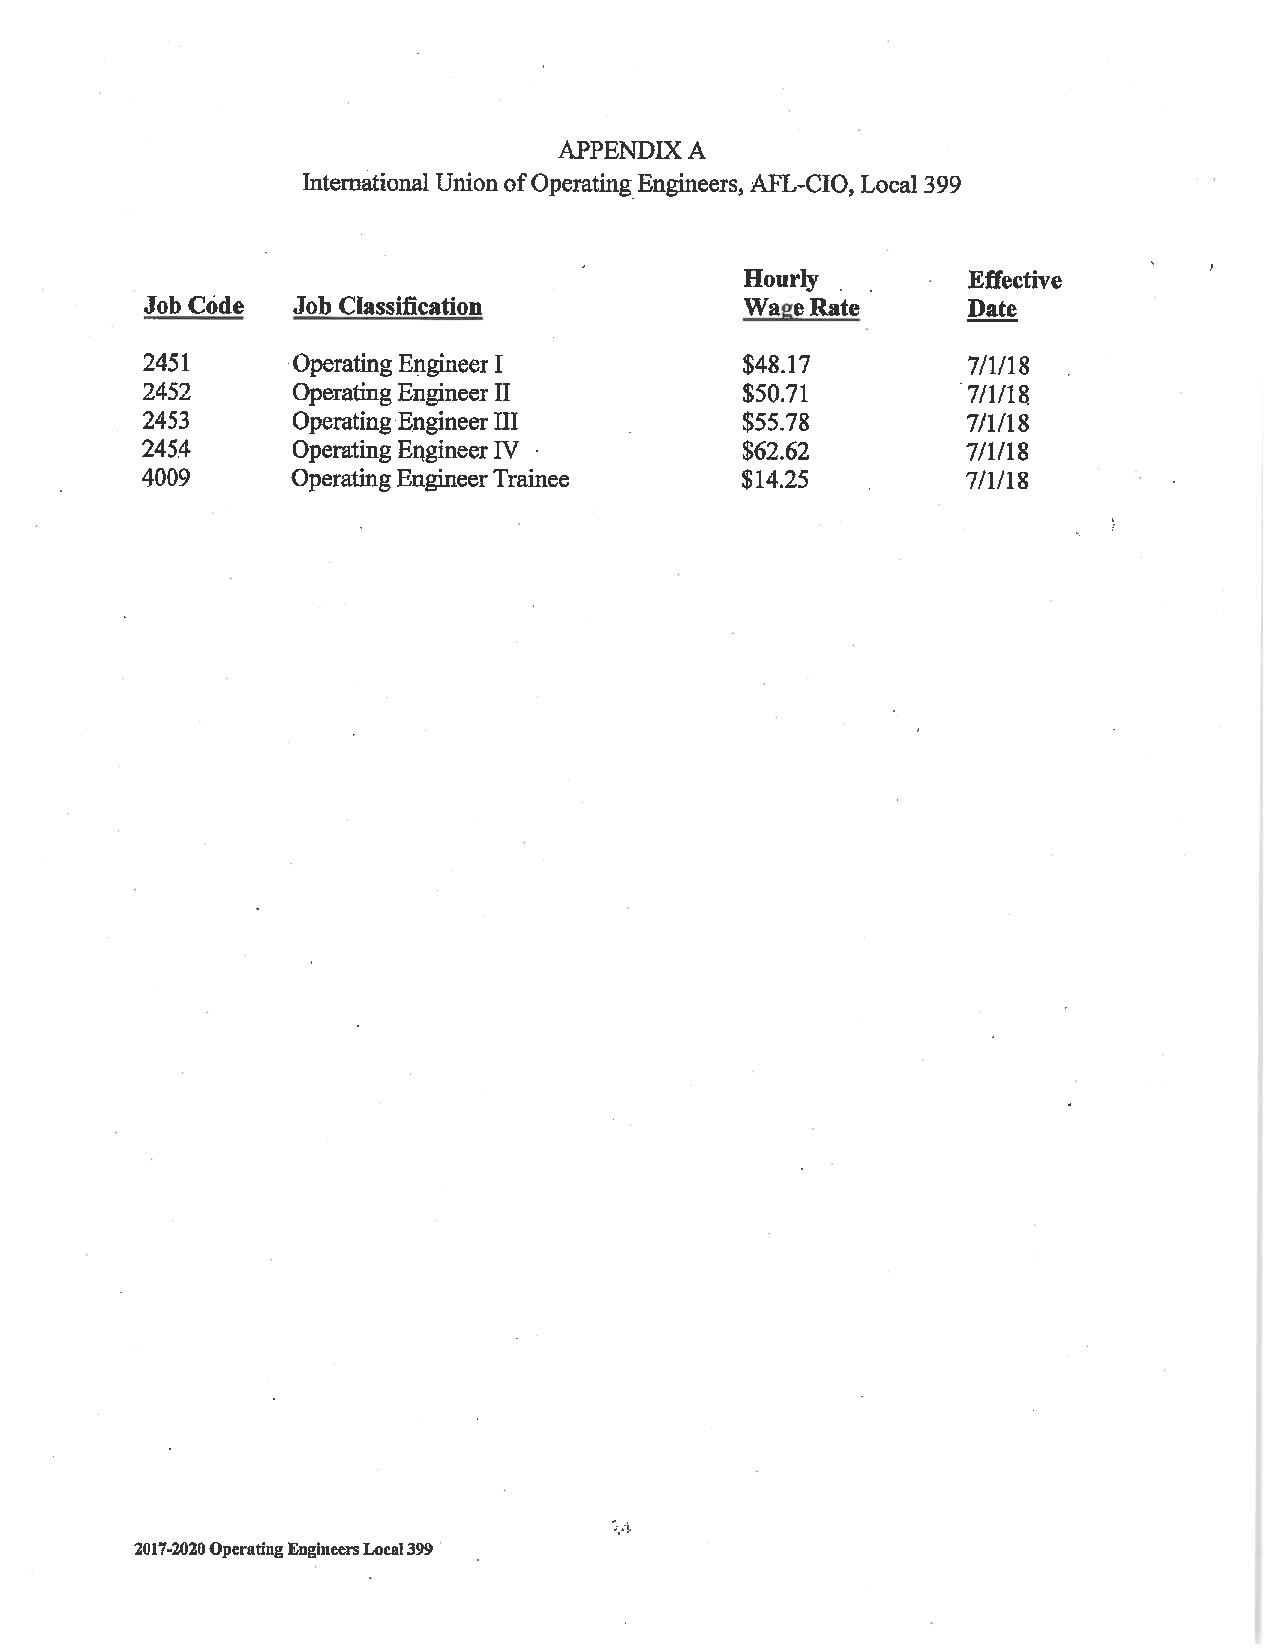 APPENDIX A
International Union of Operating Engineers, AFL-CIO, Local 399
Hourly Effective
Job Code Job Classification Wage Rate Date
2451 Operating Engineer I $48.17 7/1/18
2452 Operating Engineer II $50.71 7/1/18
2453 Operating Engineer III $55.78 7/1/18
2454 Operating Engineer IV $62.62 7/1/18
4009 Operating Engineer Trainee $14.25 7/1/18
2017-2020 Operating Engineers Local 399